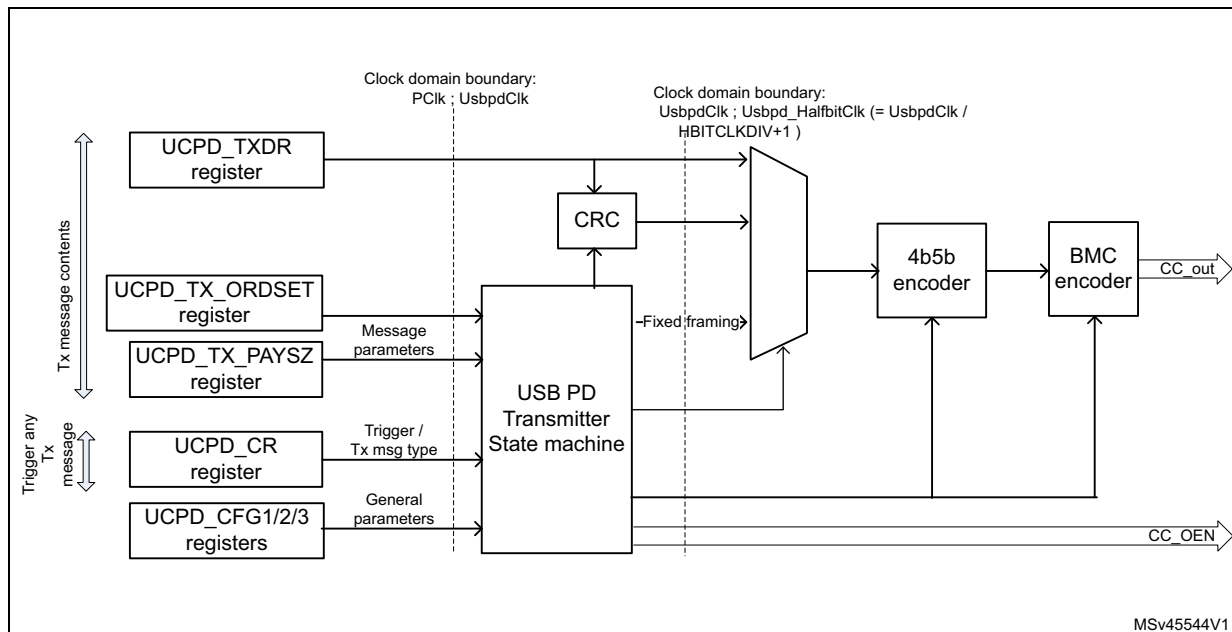 Clock domain boundary:
PClk ; UsbpdClk
Clock domain boundary:
UsbpdClk ; Usbpd_HalfbitClk (= UsbpdClk /
HBITCLKDIV+1 )
UCPD_TXDR
register
CRC
4b5b
encoder
BMC
encoder
CC_out
Tx message contents
UCPD_TX_ORDSET
register
Message
parameters
UCPD_TX_PAYSZ
register
Fixed framing
USB PD
Transmitter
State machine
Trigger any
Tx
message
UCPD_CR
register
Trigger /
Tx msg type
General
parameters
UCPD_CFG1/2/3
registers
CC_OEN
MSv45544V1